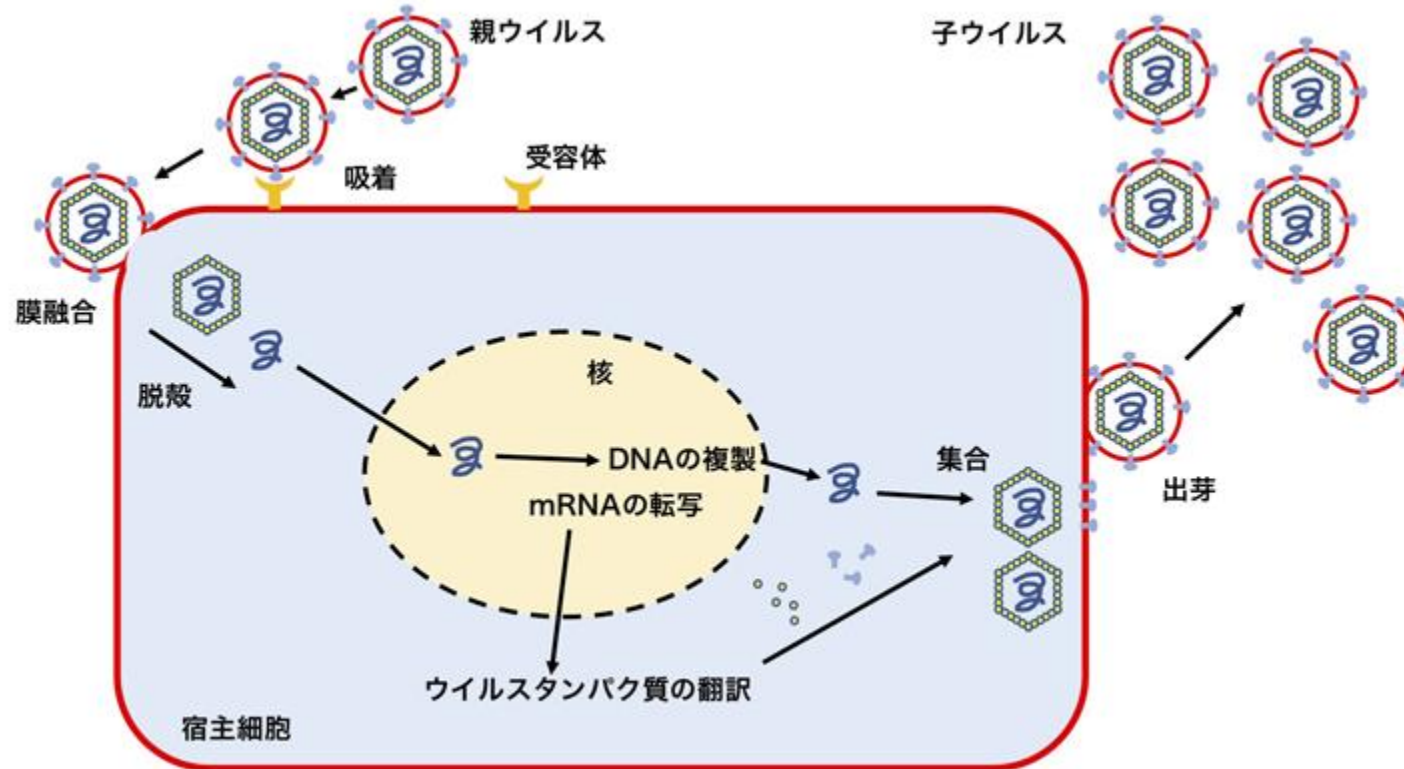 親ウイルス
子ウイルス
受容体
吸着
膜融合
脱殻
核
DNAの複製
mRNAの転写
集合
出芽
ウイルスタンパク質の翻訳
宿主細胞